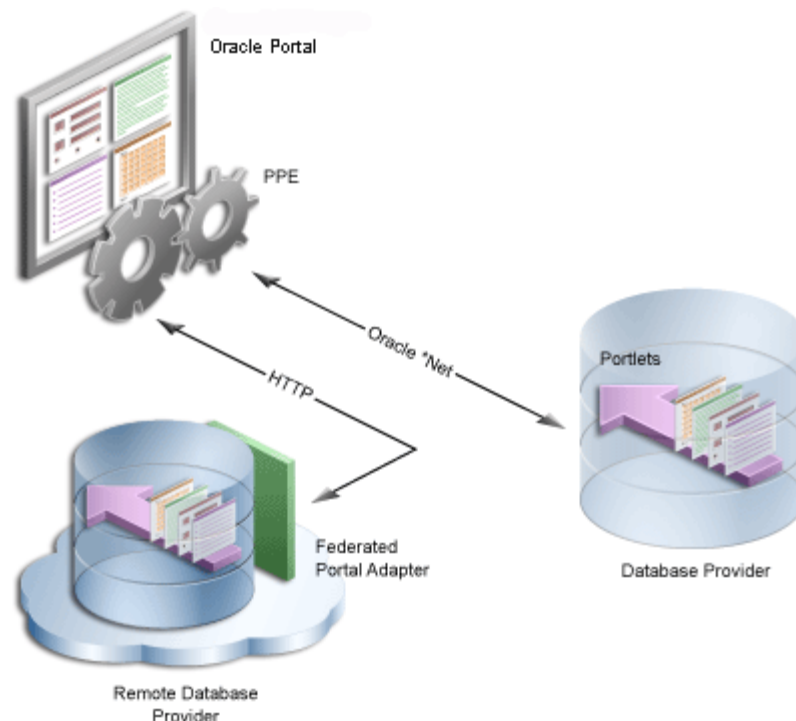 Oracle Portal
PPE
Oracle *Net
HTTP
Portlets
Federated
Portal Adapter
Database Provider
Remote Database
Provider